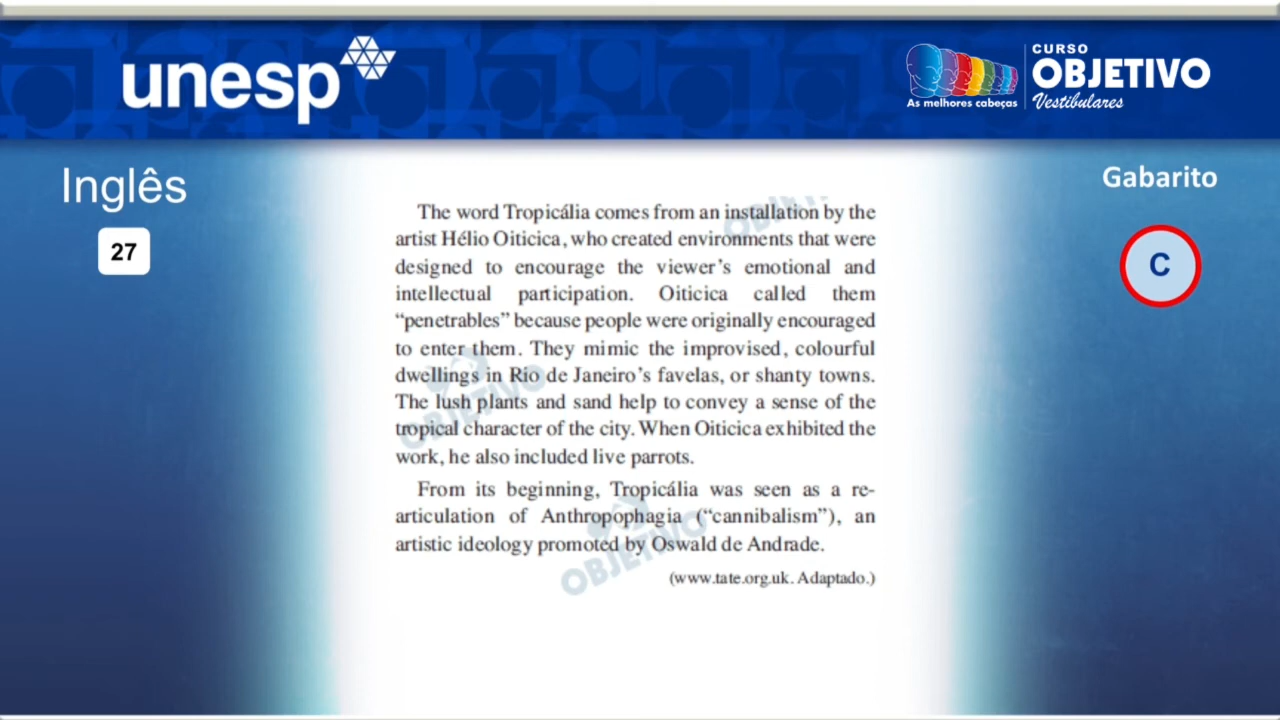 unesp
CURSO
OBJETIVO
As melhores cabeças
Vestibulares
Inglês
27
Gabarito
C
The word Tropicália comes from an installation by the
artist Hélio Oiticica, who created environments that were
designed to encourage the viewer's emotional and
intellectual participation. Oiticica called them
“penetrables” because people were originally encouraged
to enter them. They mimic the improvised, colourful
dwellings in Rio de Janeiro's favelas, or shanty towns.
The lush plants and sand help to convey a sense of the
tropical character of the city. When Oiticica exhibited the
work, he also included live parrots.
From its beginning, Tropicália was seen as a re-
articulation of Anthropophagia (“cannibalism”), an
artistic ideology promoted by Oswald de Andrade.
(www.tate.org.uk. Adaptado.)
OBJETIVO
OBJETIVO